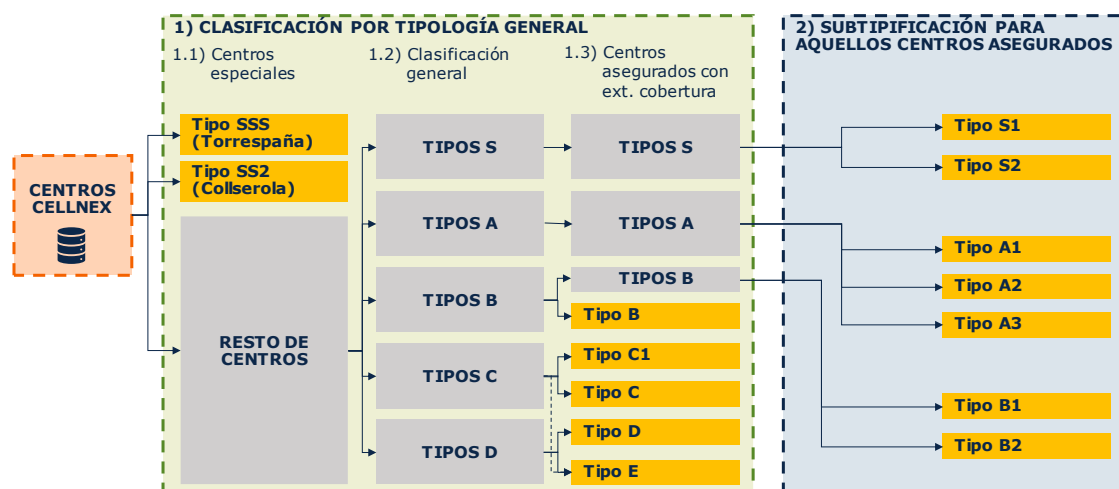 1) CLASIFICACIÓN POR TIPOLOGÍA GENERAL
1.1) Centros
especiales
1.2) Clasificación
general
1.3) Centros
asegurados con
ext. cobertura
2) SUBTIPIFICACIÓN PARA
AQUELLOS CENTROS ASEGURADOS
CENTROS
CELLNEX
Tipo SSS
(Torrespaña)
Tipo SS2
(Collserola)
RESTO DE
CENTROS
TIPOS S
TIPOS A
TIPOS B
TIPOS C
TIPOS D
TIPOS S
TIPOS A
TIPOS B
Tipo B
Tipo C1
Tipo C
Tipo D
Tipo E
Tipo S1
Tipo S2
Tipo A1
Tipo A2
Tipo A3
Tipo B1
Tipo B2